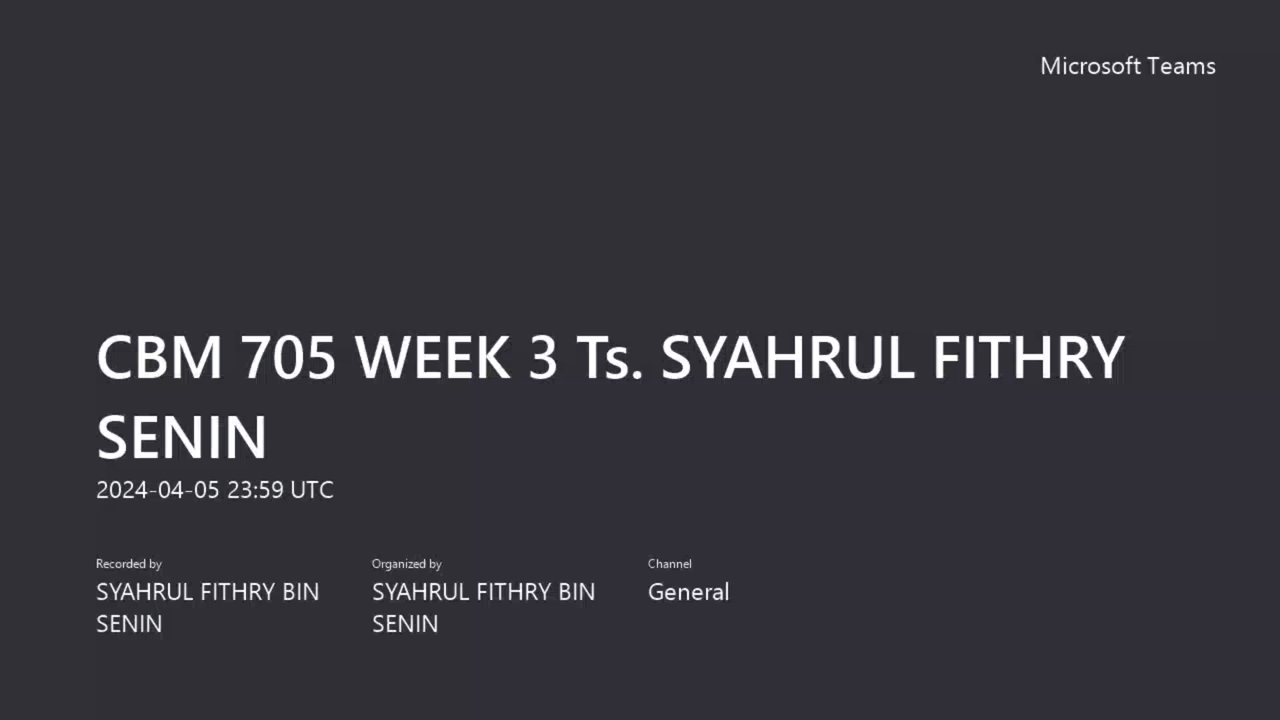 Microsoft Teams
CBM 705 WEEK 3 Ts. SYAHRUL FITHRY
SENIN
2024-04-05 23:59 UTC
Recorded by
SYAHRUL FITHRY BIN
SENIN
Organized by
SYAHRUL FITHRY BIN
SENIN
Channel
General